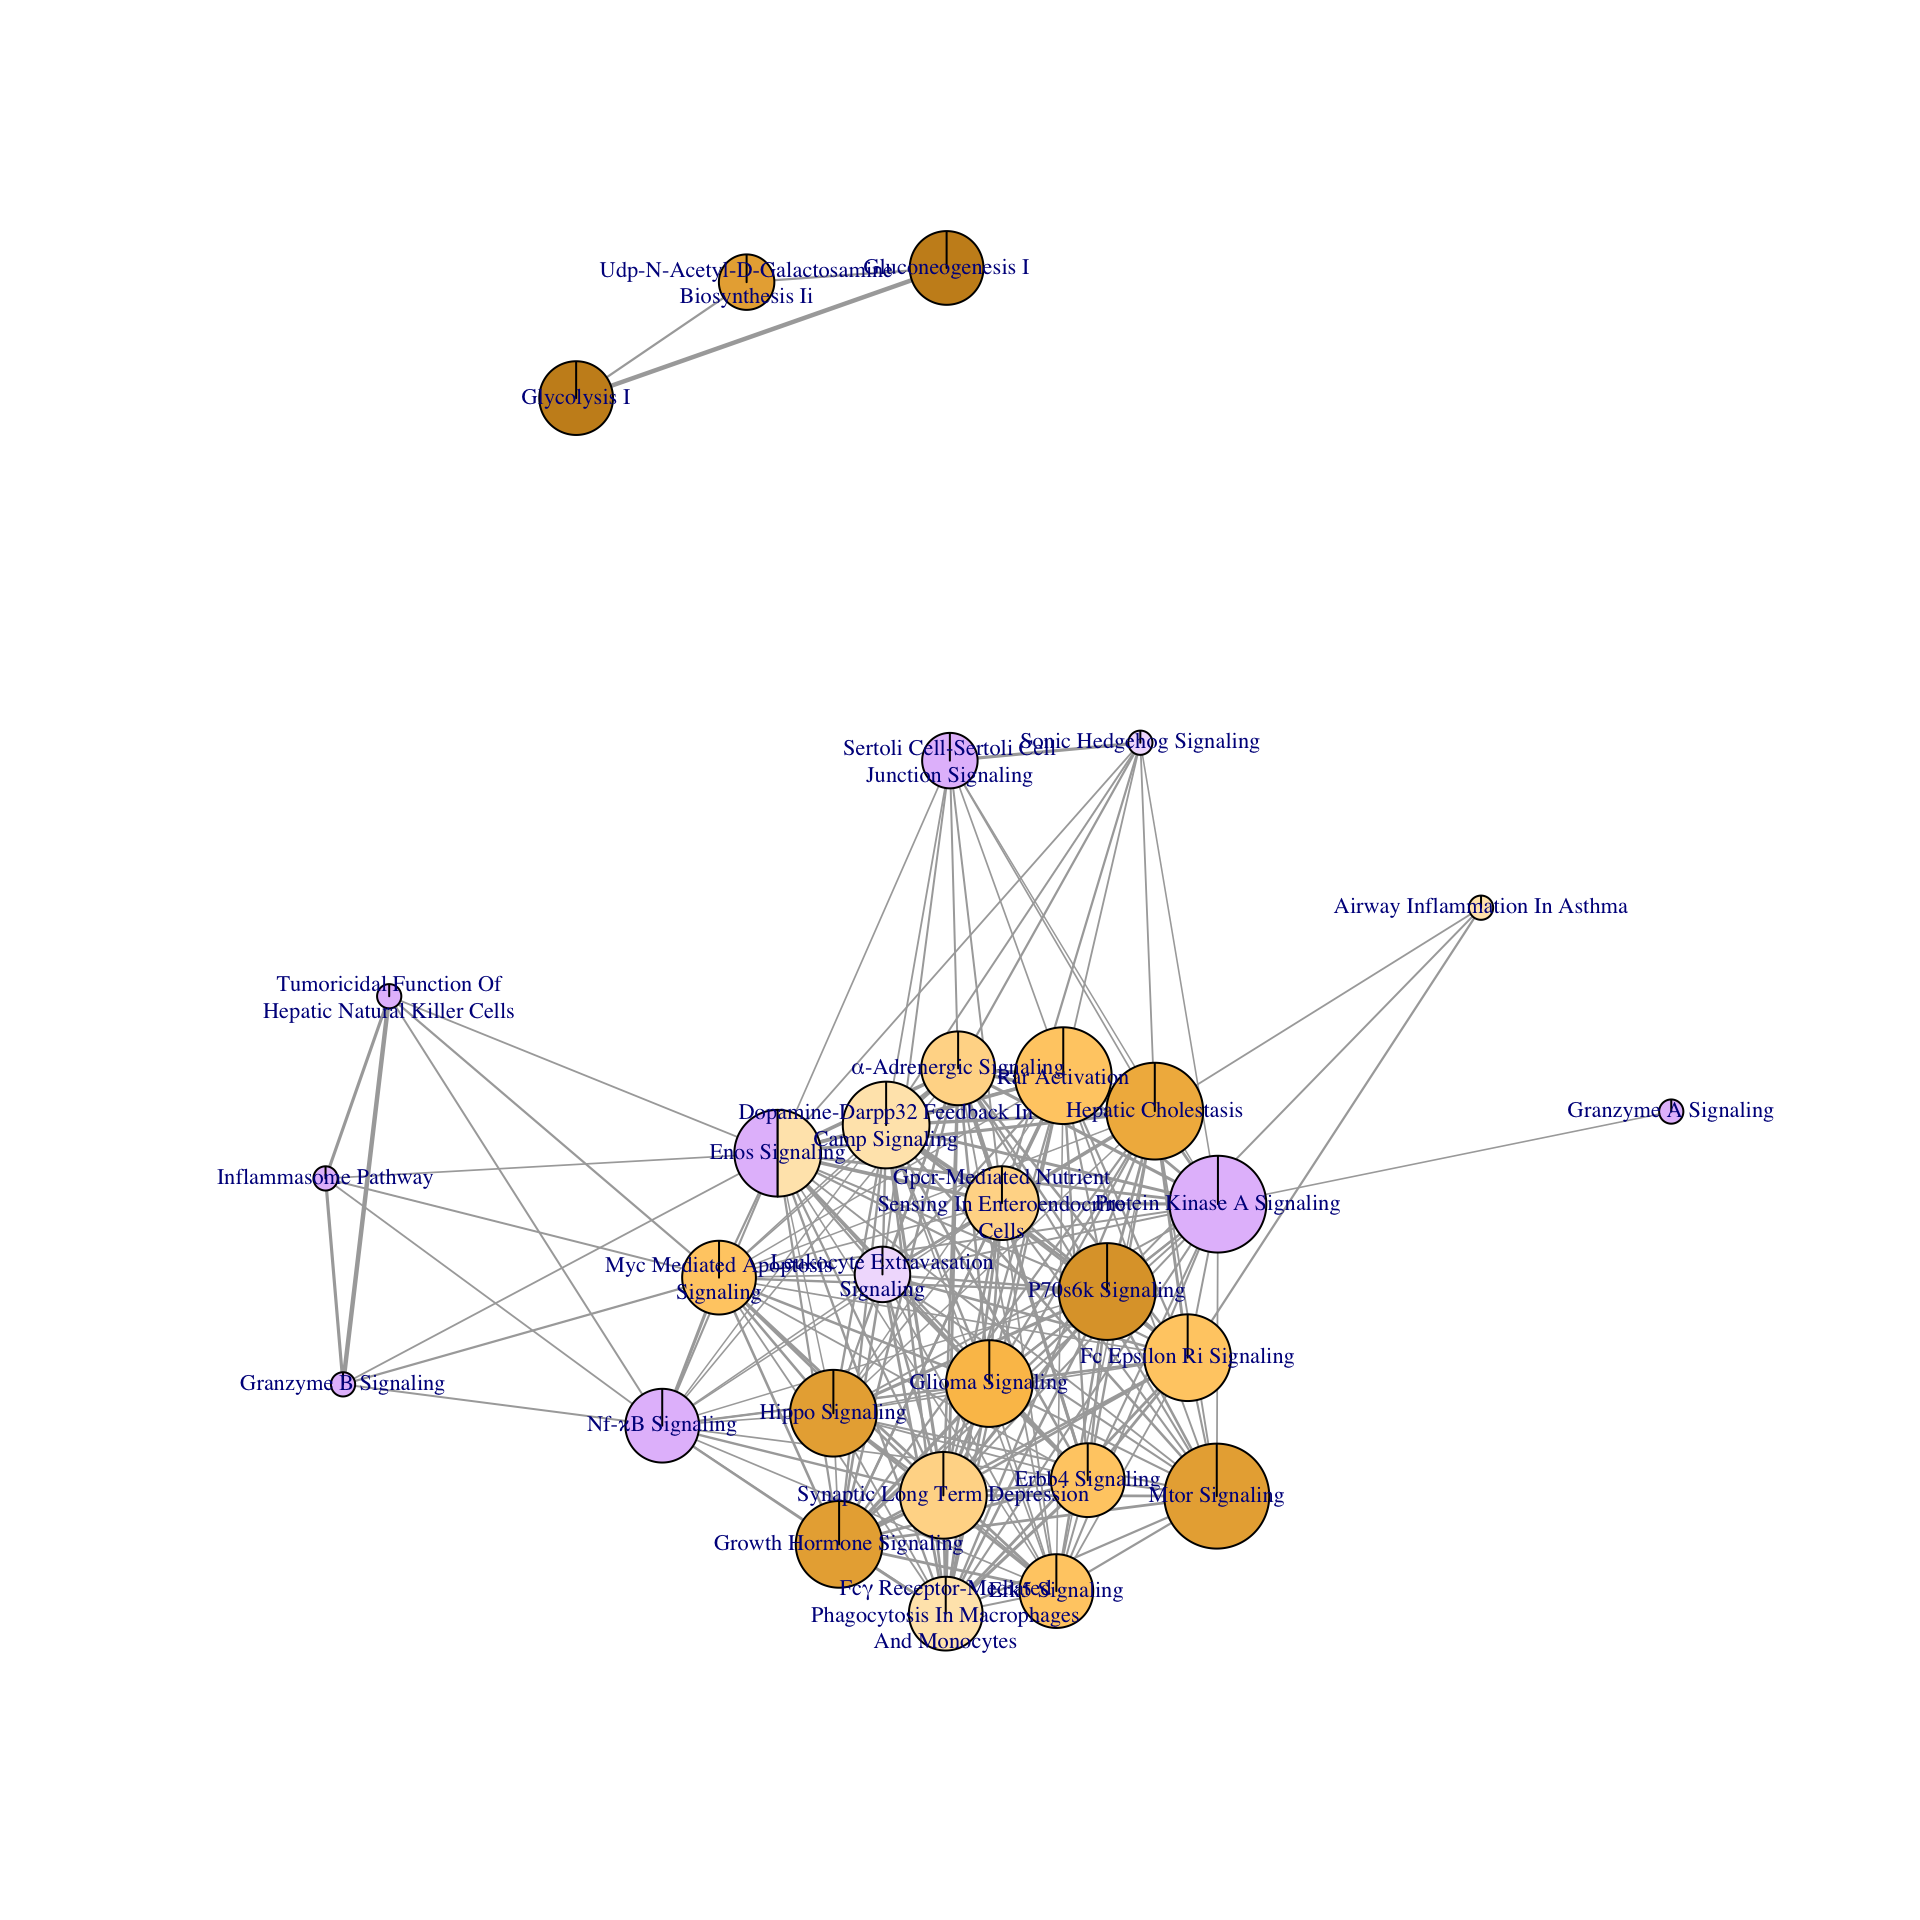 Udp-N-Acetyl-D-Galactosamine
Biosynthesis Ii
Gluconeogenesis I
Glycolysis I
Sertoli Cell-Sertoli Cell
Junction Signaling
Sonic Hedgehog Signaling
Airway Inflammation In Asthma
Tumoricidal Function Of
Hepatic Natural Killer Cells
α-Adrenergic Signaling
Rar Activation
Hepatic Cholestasis
Granzyme A Signaling
Dopamine-Darpp32 Feedback In
Camp Signaling
Enos Signaling
Inflammasome Pathway
Gpcr-Mediated Nutrient
Sensing In Enteroendocrine
Cells
Protein Kinase A Signaling
Myc Mediated Apoptosis
Signaling
Leukocyte Extravasation
Signaling
P70s6k Signaling
Fc Epsilon Ri Signaling
Granzyme B Signaling
Glioma Signaling
Nf-κB Signaling
Hippo Signaling
Erbb4 Signaling
Synaptic Long Term Depression
Mtor Signaling
Growth Hormone Signaling
Fcγ Receptor-Mediated
Phagocytosis In Macrophages
And Monocytes
Erk5 Signaling